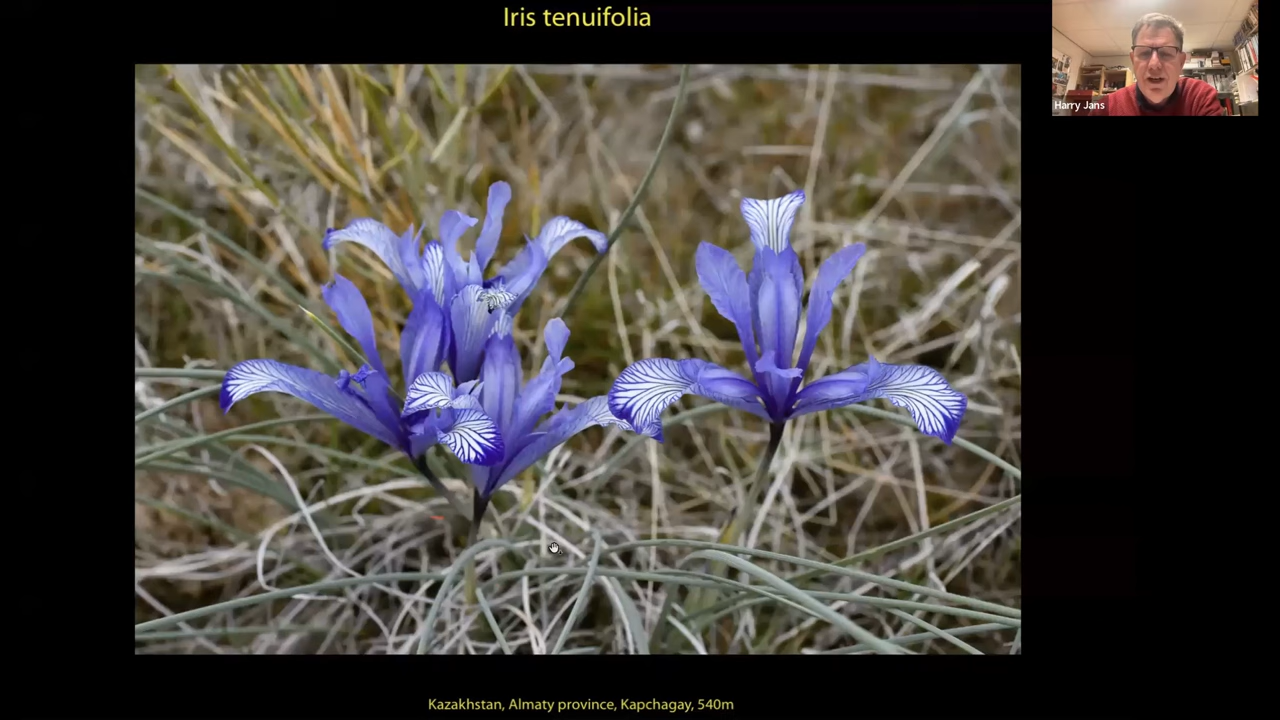 Iris tenuifolia
Harry Jans
Kazakhstan, Almaty province, Kapchagay, 540m